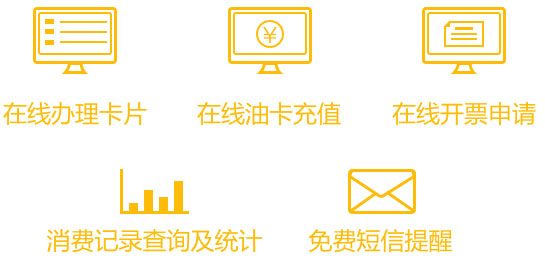 在线办理卡片
在线油卡充值
在线开票申请
消费记录查询及统计
免费短信提醒